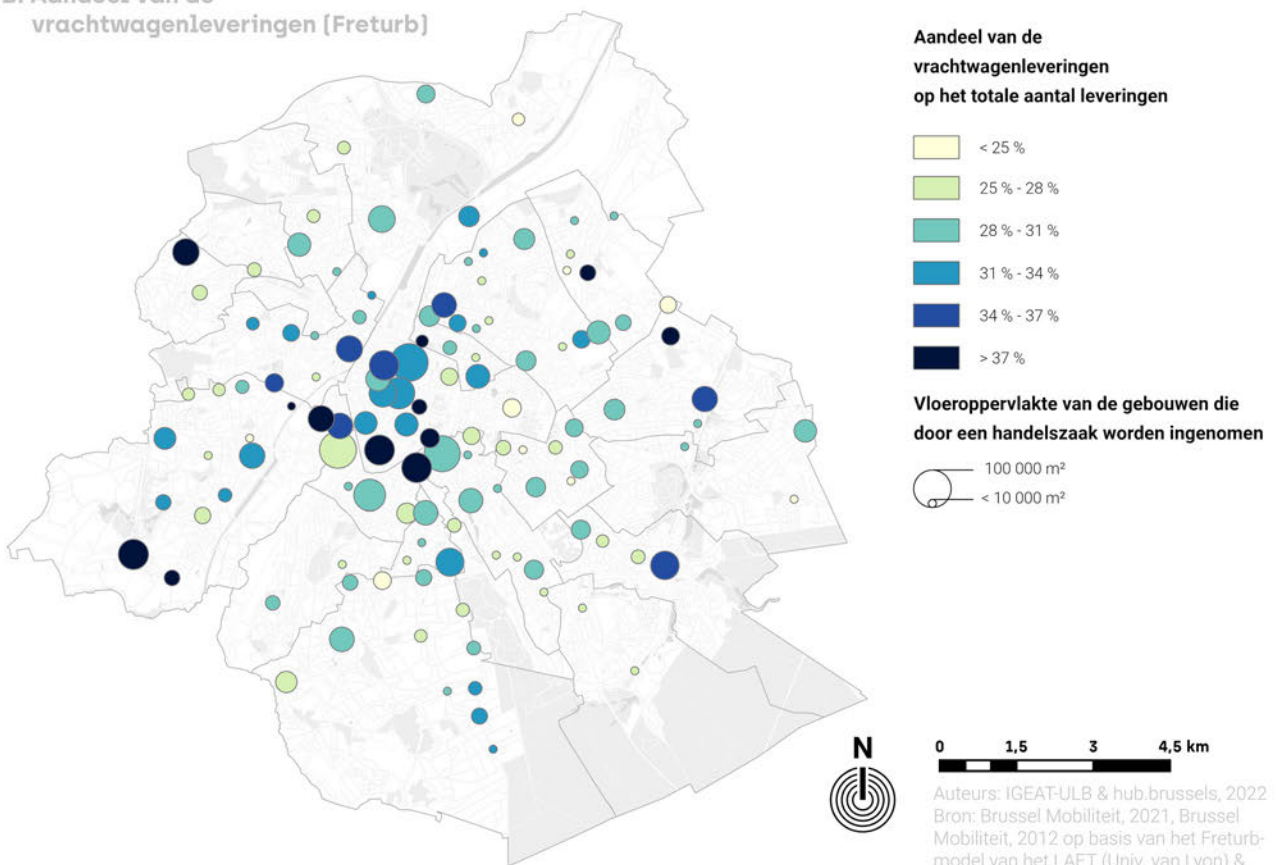 vrachtwagenleveringen (Freturb)
Aandeel van de
vrachtwagenleveringen
op het totale aantal leveringen
< 25 %
25 % - 28 %
28 % - 31 %
31 % - 34 %
34 % - 37 %
> 37 %
Vloeroppervlakte van de gebouwen die
door een handelszaak worden ingenomen
100 000 m²
< 10 000 m²
N
0 1,5 3 4,5 km
Auteurs: IGEAT-ULB & hub.brussels, 2022
Bron: Brussel Mobiliteit, 2021, Brussel
Mobiliteit, 2012 op basis van het Freturb-
model van het LAET (Univ. van Lyon) &